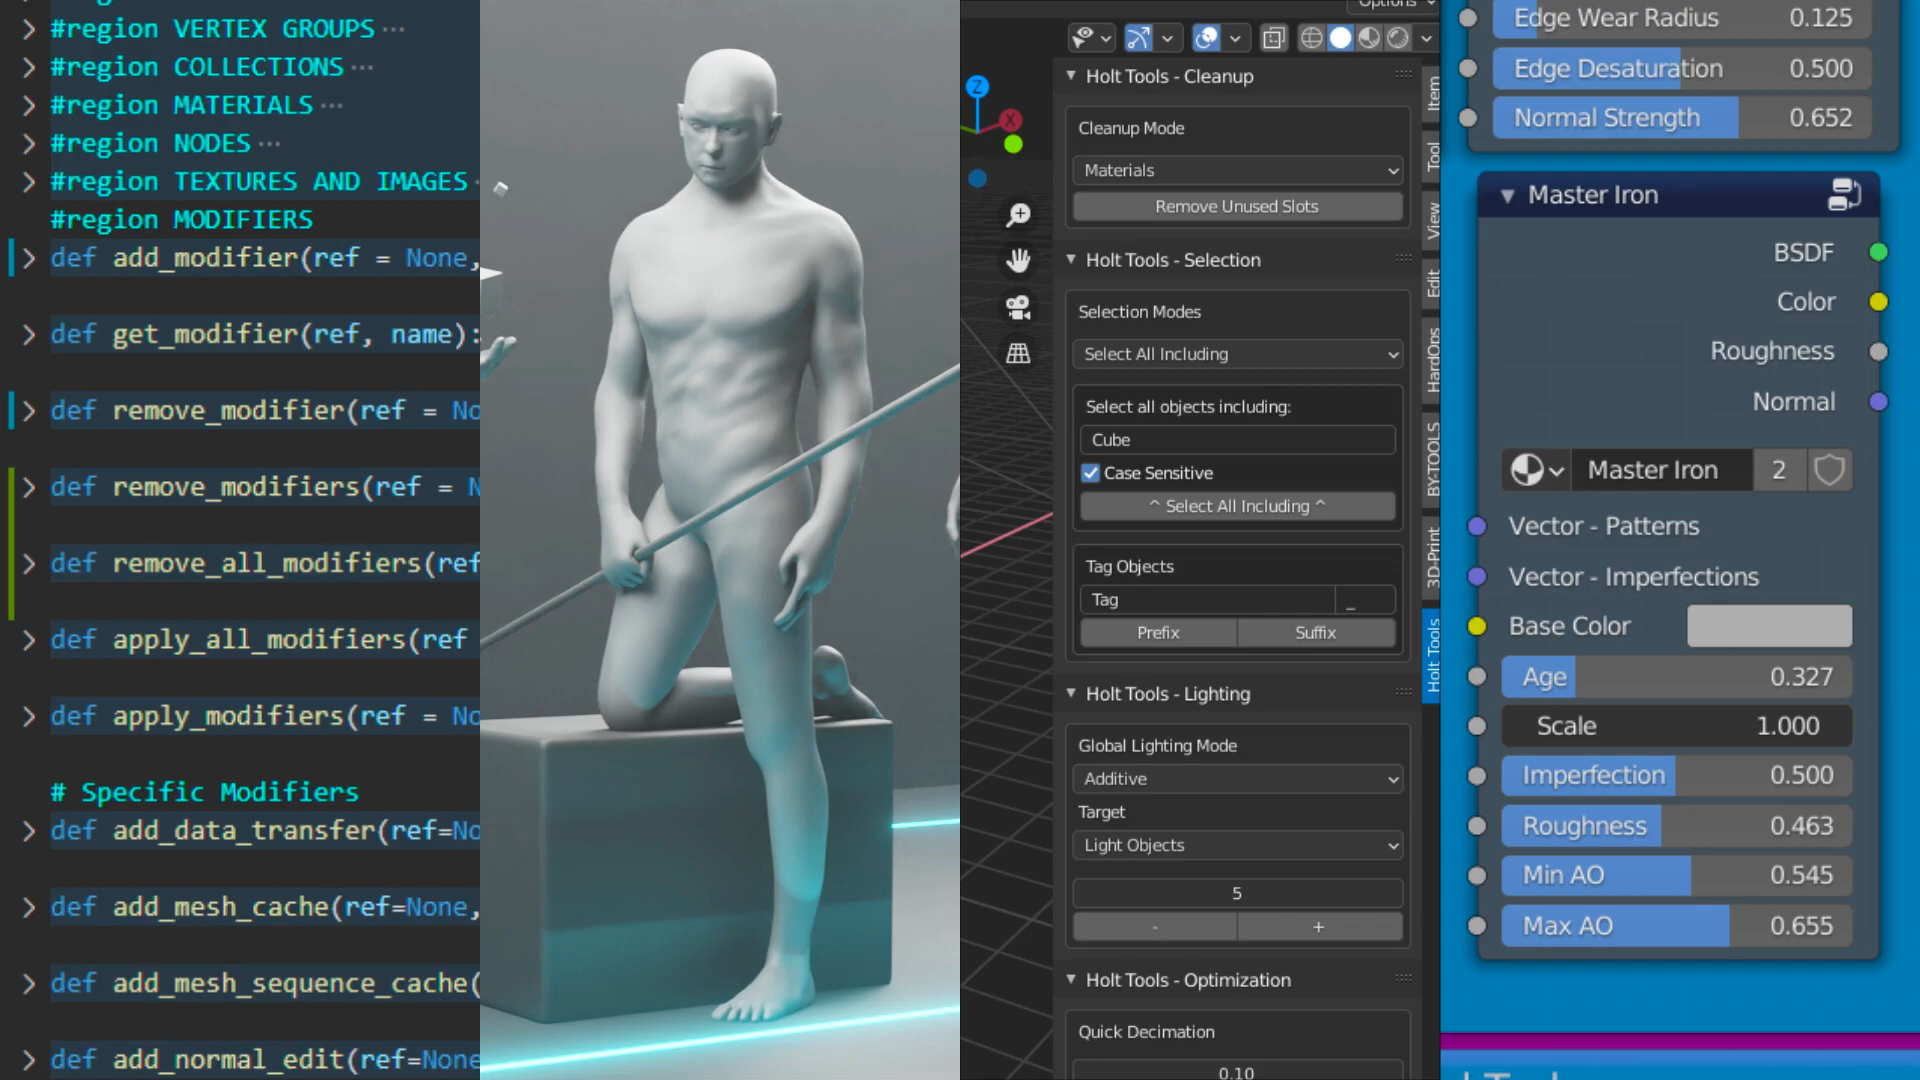 #region VERTEX GROUPS ···
#region COLLECTIONS ···
#region MATERIALS ···
#region NODES ···
#region TEXTURES AND IMAGES
#region MODIFIERS
def add_modifier(ref = None,
def get_modifier(ref, name):
def remove_modifier(ref = No
def remove_modifiers(ref = N
def remove_all_modifiers(ref
def apply_all_modifiers(ref
def apply_modifiers(ref = No
# Specific Modifiers
def add_data_transfer(ref=No
def add_mesh_cache(ref=None,
def add_mesh_sequence_cache(
def add_normal_edit(ref=None
Options
Z
X
Holt Tools - Cleanup
Cleanup Mode
Materials
Remove Unused Slots
Holt Tools - Selection
Selection Modes
Select All Including
Select all objects including:
Cube
Case Sensitive
^ Select All Including ^
Tag Objects
Tag
_
Prefix
Suffix
Holt Tools - Lighting
Global Lighting Mode
Additive
Target
Light Objects
5
-
+
Holt Tools - Optimization
Quick Decimation
0.10
Item
Tool
View
Edit
HardOps
BY-TOOLS
3D-Print
Holt Tools
Edge Wear Radius 0.125
Edge Desaturation 0.500
Normal Strength 0.652
Master Iron
BSDF
Color
Roughness
Normal
Master Iron 2
Vector - Patterns
Vector - Imperfections
Base Color
Age 0.327
Scale 1.000
Imperfection 0.500
Roughness 0.463
Min AO 0.545
Max AO 0.655